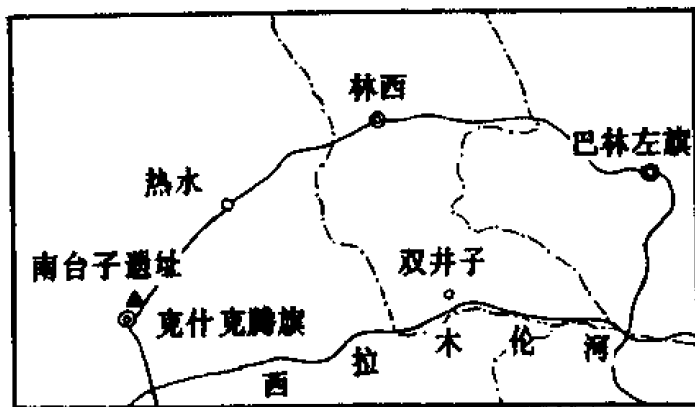 林西
巴林左旗
热水
南台子遗址
双井子
克什克腾旗
西拉木伦河